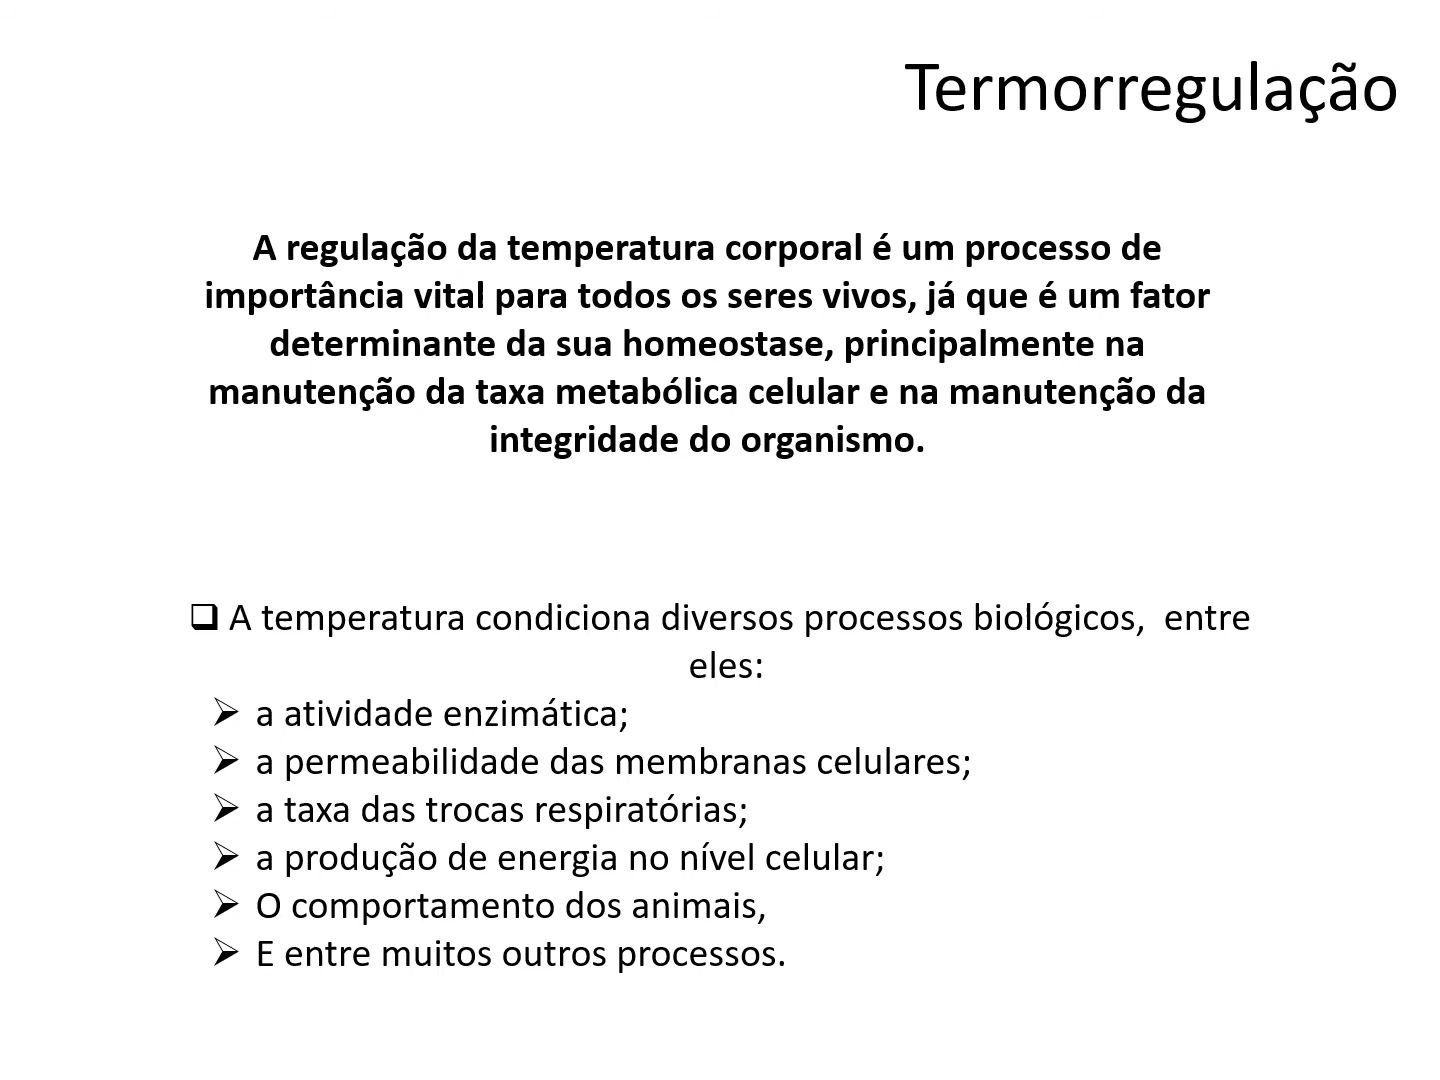 Termorregulação
A regulação da temperatura corporal é um processo de
importância vital para todos os seres vivos, já que é um fator
determinante da sua homeostase, principalmente na
manutenção da taxa metabólica celular e na manutenção da
integridade do organismo.
❑ A temperatura condiciona diversos processos biológicos,  entre
eles:
➢ a atividade enzimática;
➢ a permeabilidade das membranas celulares;
➢ a taxa das trocas respiratórias;
➢ a produção de energia no nível celular;
➢ O comportamento dos animais,
➢ E entre muitos outros processos.